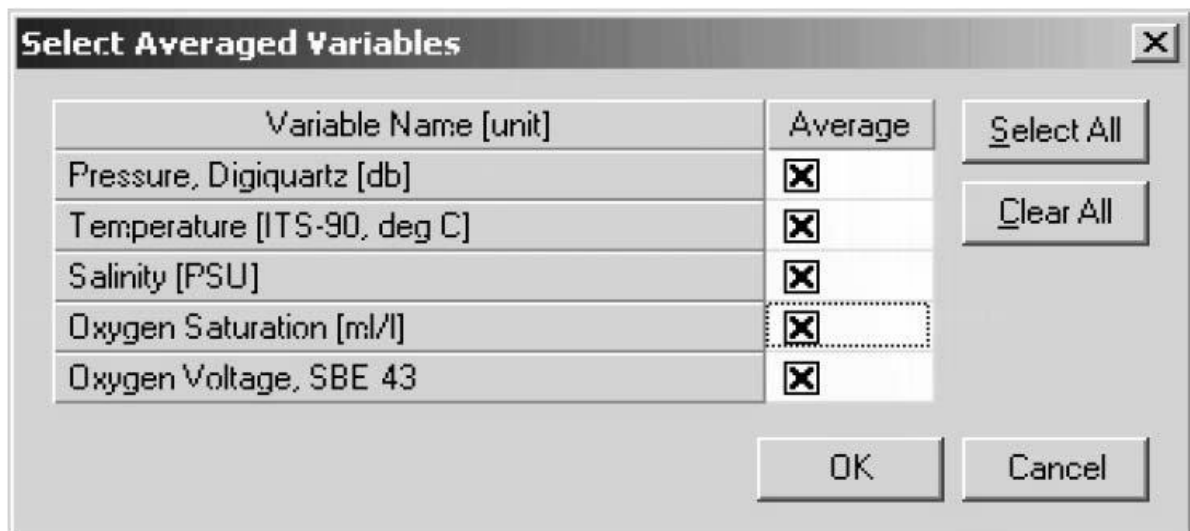 Select Averaged Variables
Variable Name [unit] Average
Select All
Pressure, Digiquartz [db]
Temperature [ITS-90, deg C]
Clear All
Salinity [PSU]
Oxygen Saturation [ml/l]
Oxygen Voltage, SBE 43
OK Cancel